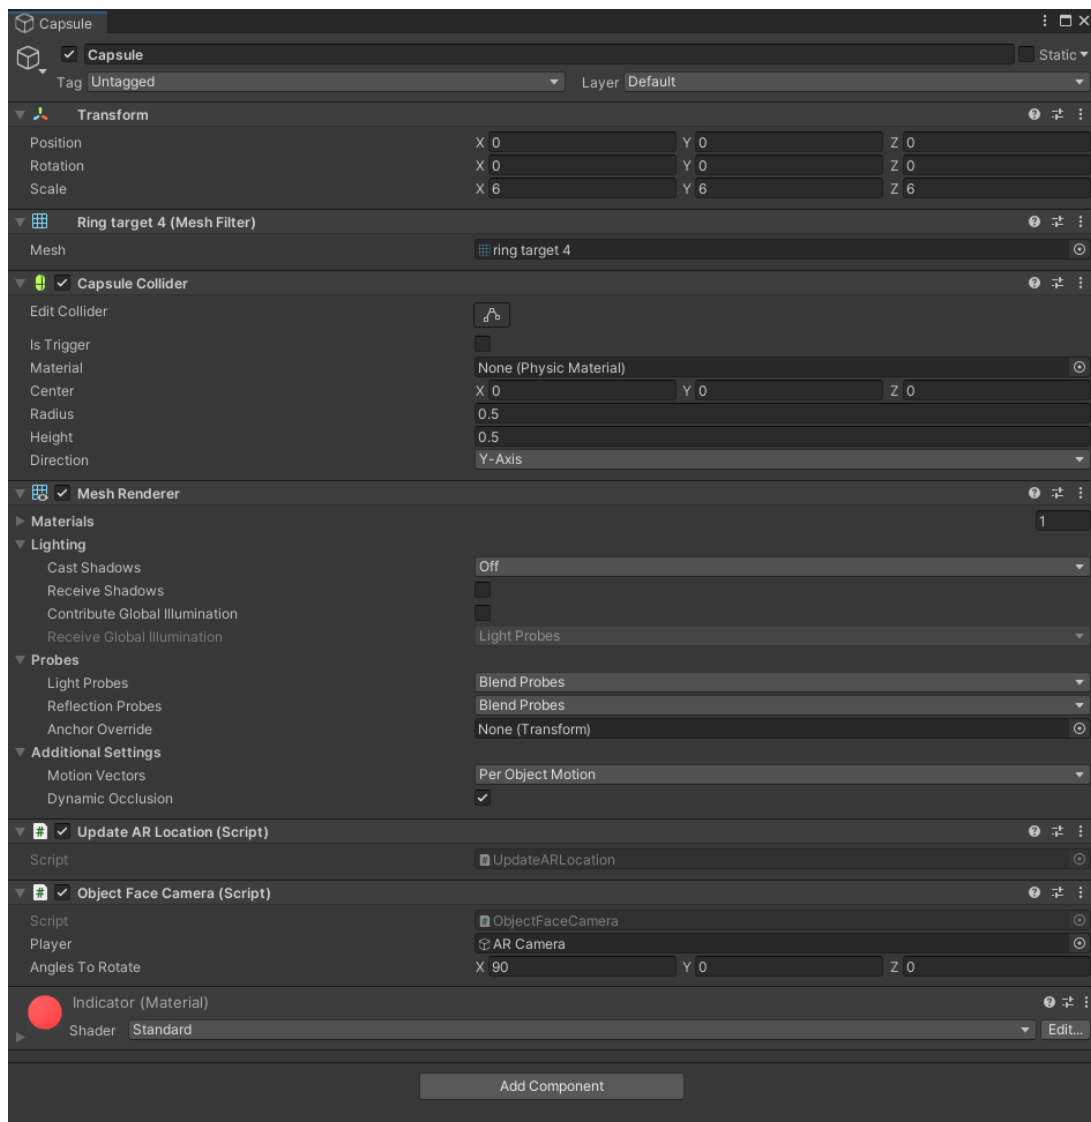 Capsule
Capsule Static
Tag Untagged Layer Default
Transform
Position X 0 Y 0 Z 0
Rotation X 0 Y 0 Z 0
Scale X 6 Y 6 Z 6
Ring target 4 (Mesh Filter)
Mesh ring target 4
Capsule Collider
Edit Collider
Is Trigger
Material None (Physic Material)
Center X 0 Y 0 Z 0
Radius 0.5
Height 0.5
Direction Y-Axis
Mesh Renderer
Materials 1
Lighting
Cast Shadows Off
Receive Shadows
Contribute Global Illumination
Receive Global Illumination Light Probes
Probes
Light Probes Blend Probes
Reflection Probes Blend Probes
Anchor Override None (Transform)
Additional Settings
Motion Vectors Per Object Motion
Dynamic Occlusion
# Update AR Location (Script)
Script # UpdateARLocation
# Object Face Camera (Script)
Script # ObjectFaceCamera
Player AR Camera
Angles To Rotate X 90 Y 0 Z 0
Indicator (Material)
Shader Standard Edit...
Add Component